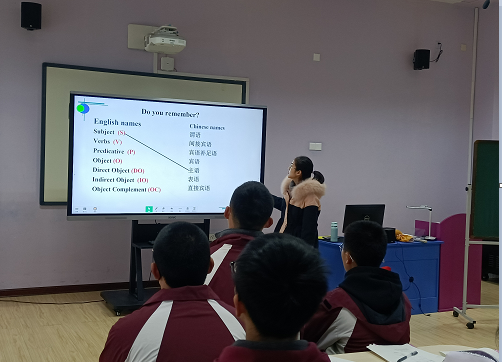 Do you remember?
English names
Chinese names
Subject (S)
谓语
Verbs (V)
间接宾语
Predicative (P)
宾语补足语
Object (O)
宾语
Direct Object (DO)
主语
Indirect Object (IO)
表语
Object Complement (OC)
直接宾语